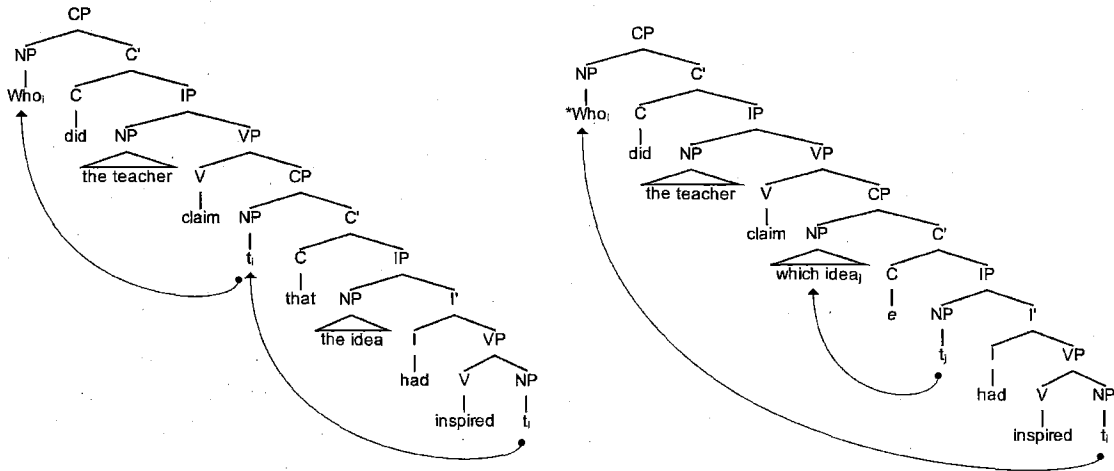 CP
NP C'
Whoᵢ C IP
did NP VP
the teacher V CP
claim NP C'
tᵢ C IP
that NP I'
the idea I VP
had V NP
inspired tᵢ
CP
NP C'
*Whoᵢ C IP
did NP VP
the teacher V CP
claim NP C'
which ideaⱼ C IP
e NP I'
tⱼ I VP
had V NP
inspired tᵢ